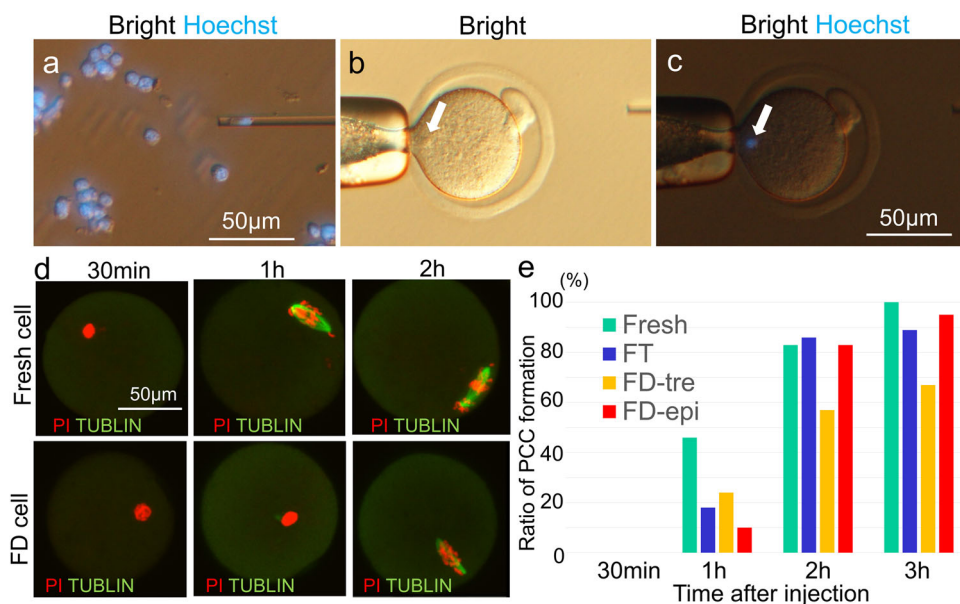 Bright Hoechst
Bright
Bright Hoechst
a
50μm
b
c
50μm
d
30min
1h
2h
Fresh cell
50μm
PI TUBLIN
PI TUBLIN
PI TUBLIN
FD cell
PI TUBLIN
PI TUBLIN
PI TUBLIN
e
(%)
Ratio of PCC formation
100
80
60
40
20
0
Fresh
FT
FD-tre
FD-epi
30min
1h
2h
3h
Time after injection